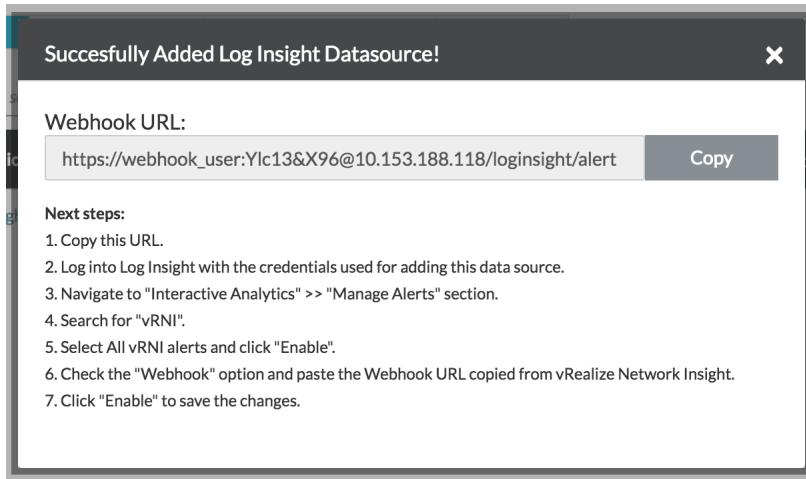 Succesfully Added Log Insight Datasource!
Webhook URL:
https://webhook_user:Ylc13&X96@10.153.188.118/loginsight/alert Copy
Next steps:
1. Copy this URL.
2. Log into Log Insight with the credentials used for adding this data source.
3. Navigate to "Interactive Analytics" >> "Manage Alerts" section.
4. Search for "vRNI".
5. Select All vRNI alerts and click "Enable".
6. Check the "Webhook" option and paste the Webhook URL copied from vRealize Network Insight.
7. Click "Enable" to save the changes.